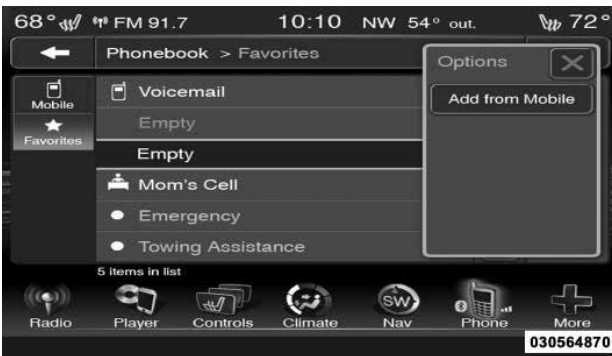 68° FM 91.7 10:10 NW 54° out. 72°
Phonebook > Favorites
Options
Mobile
Favorites
Voicemail
Empty
Empty
Mom's Cell
Emergency
Towing Assistance
Add from Mobile
5 items in list
Radio Player Controls Climate SW Nav Phone More
030564870